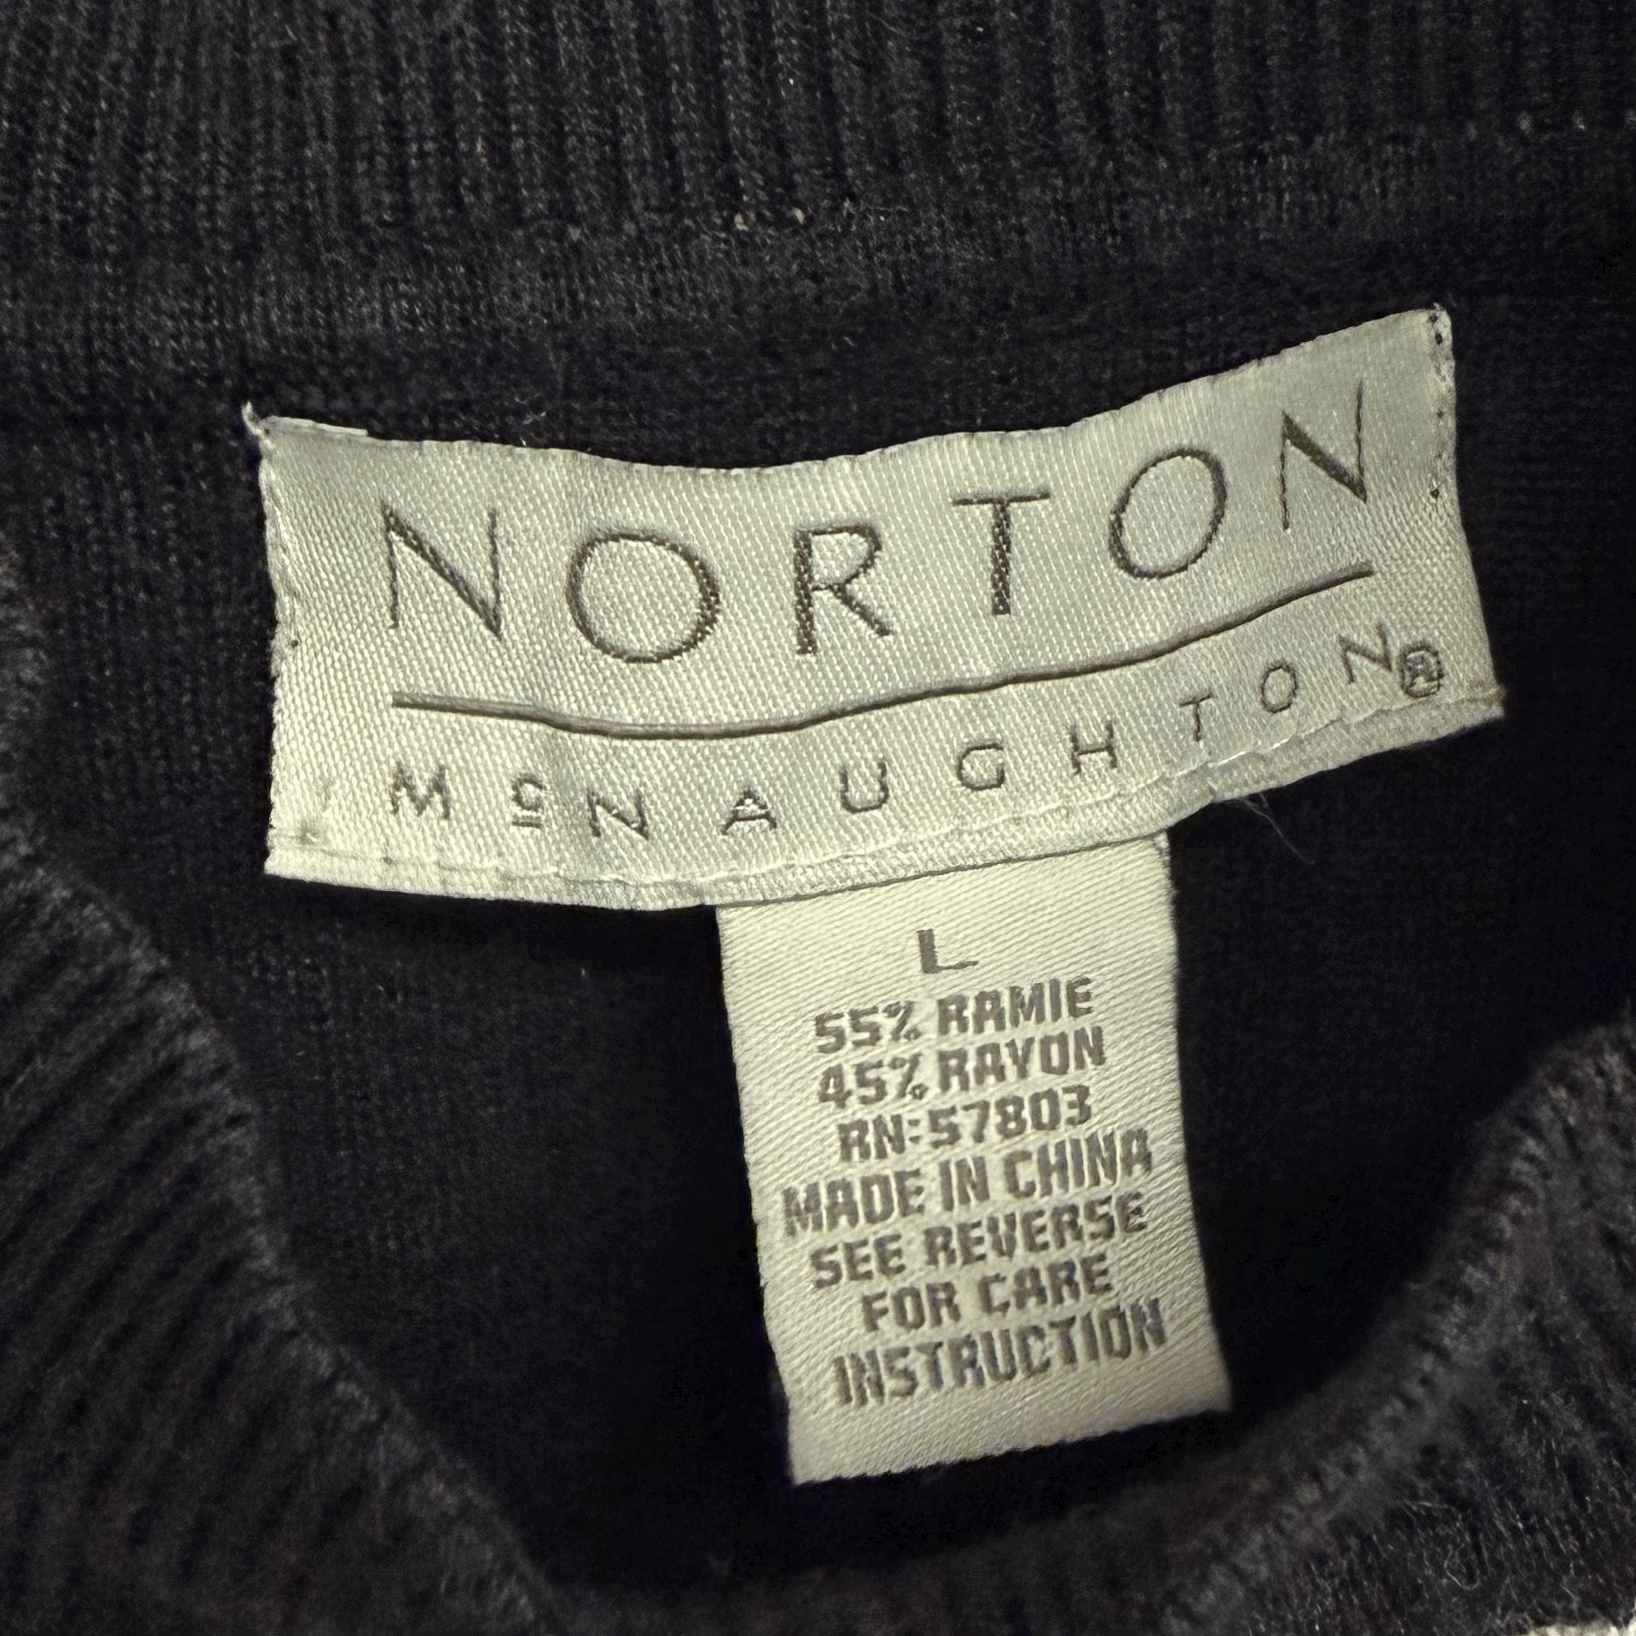 NORTON
McNAUGHTON®
L
55% RAMIE
45% RAYON
RN:57803
MADE IN CHINA
SEE REVERSE
FOR CARE
INSTRUCTION